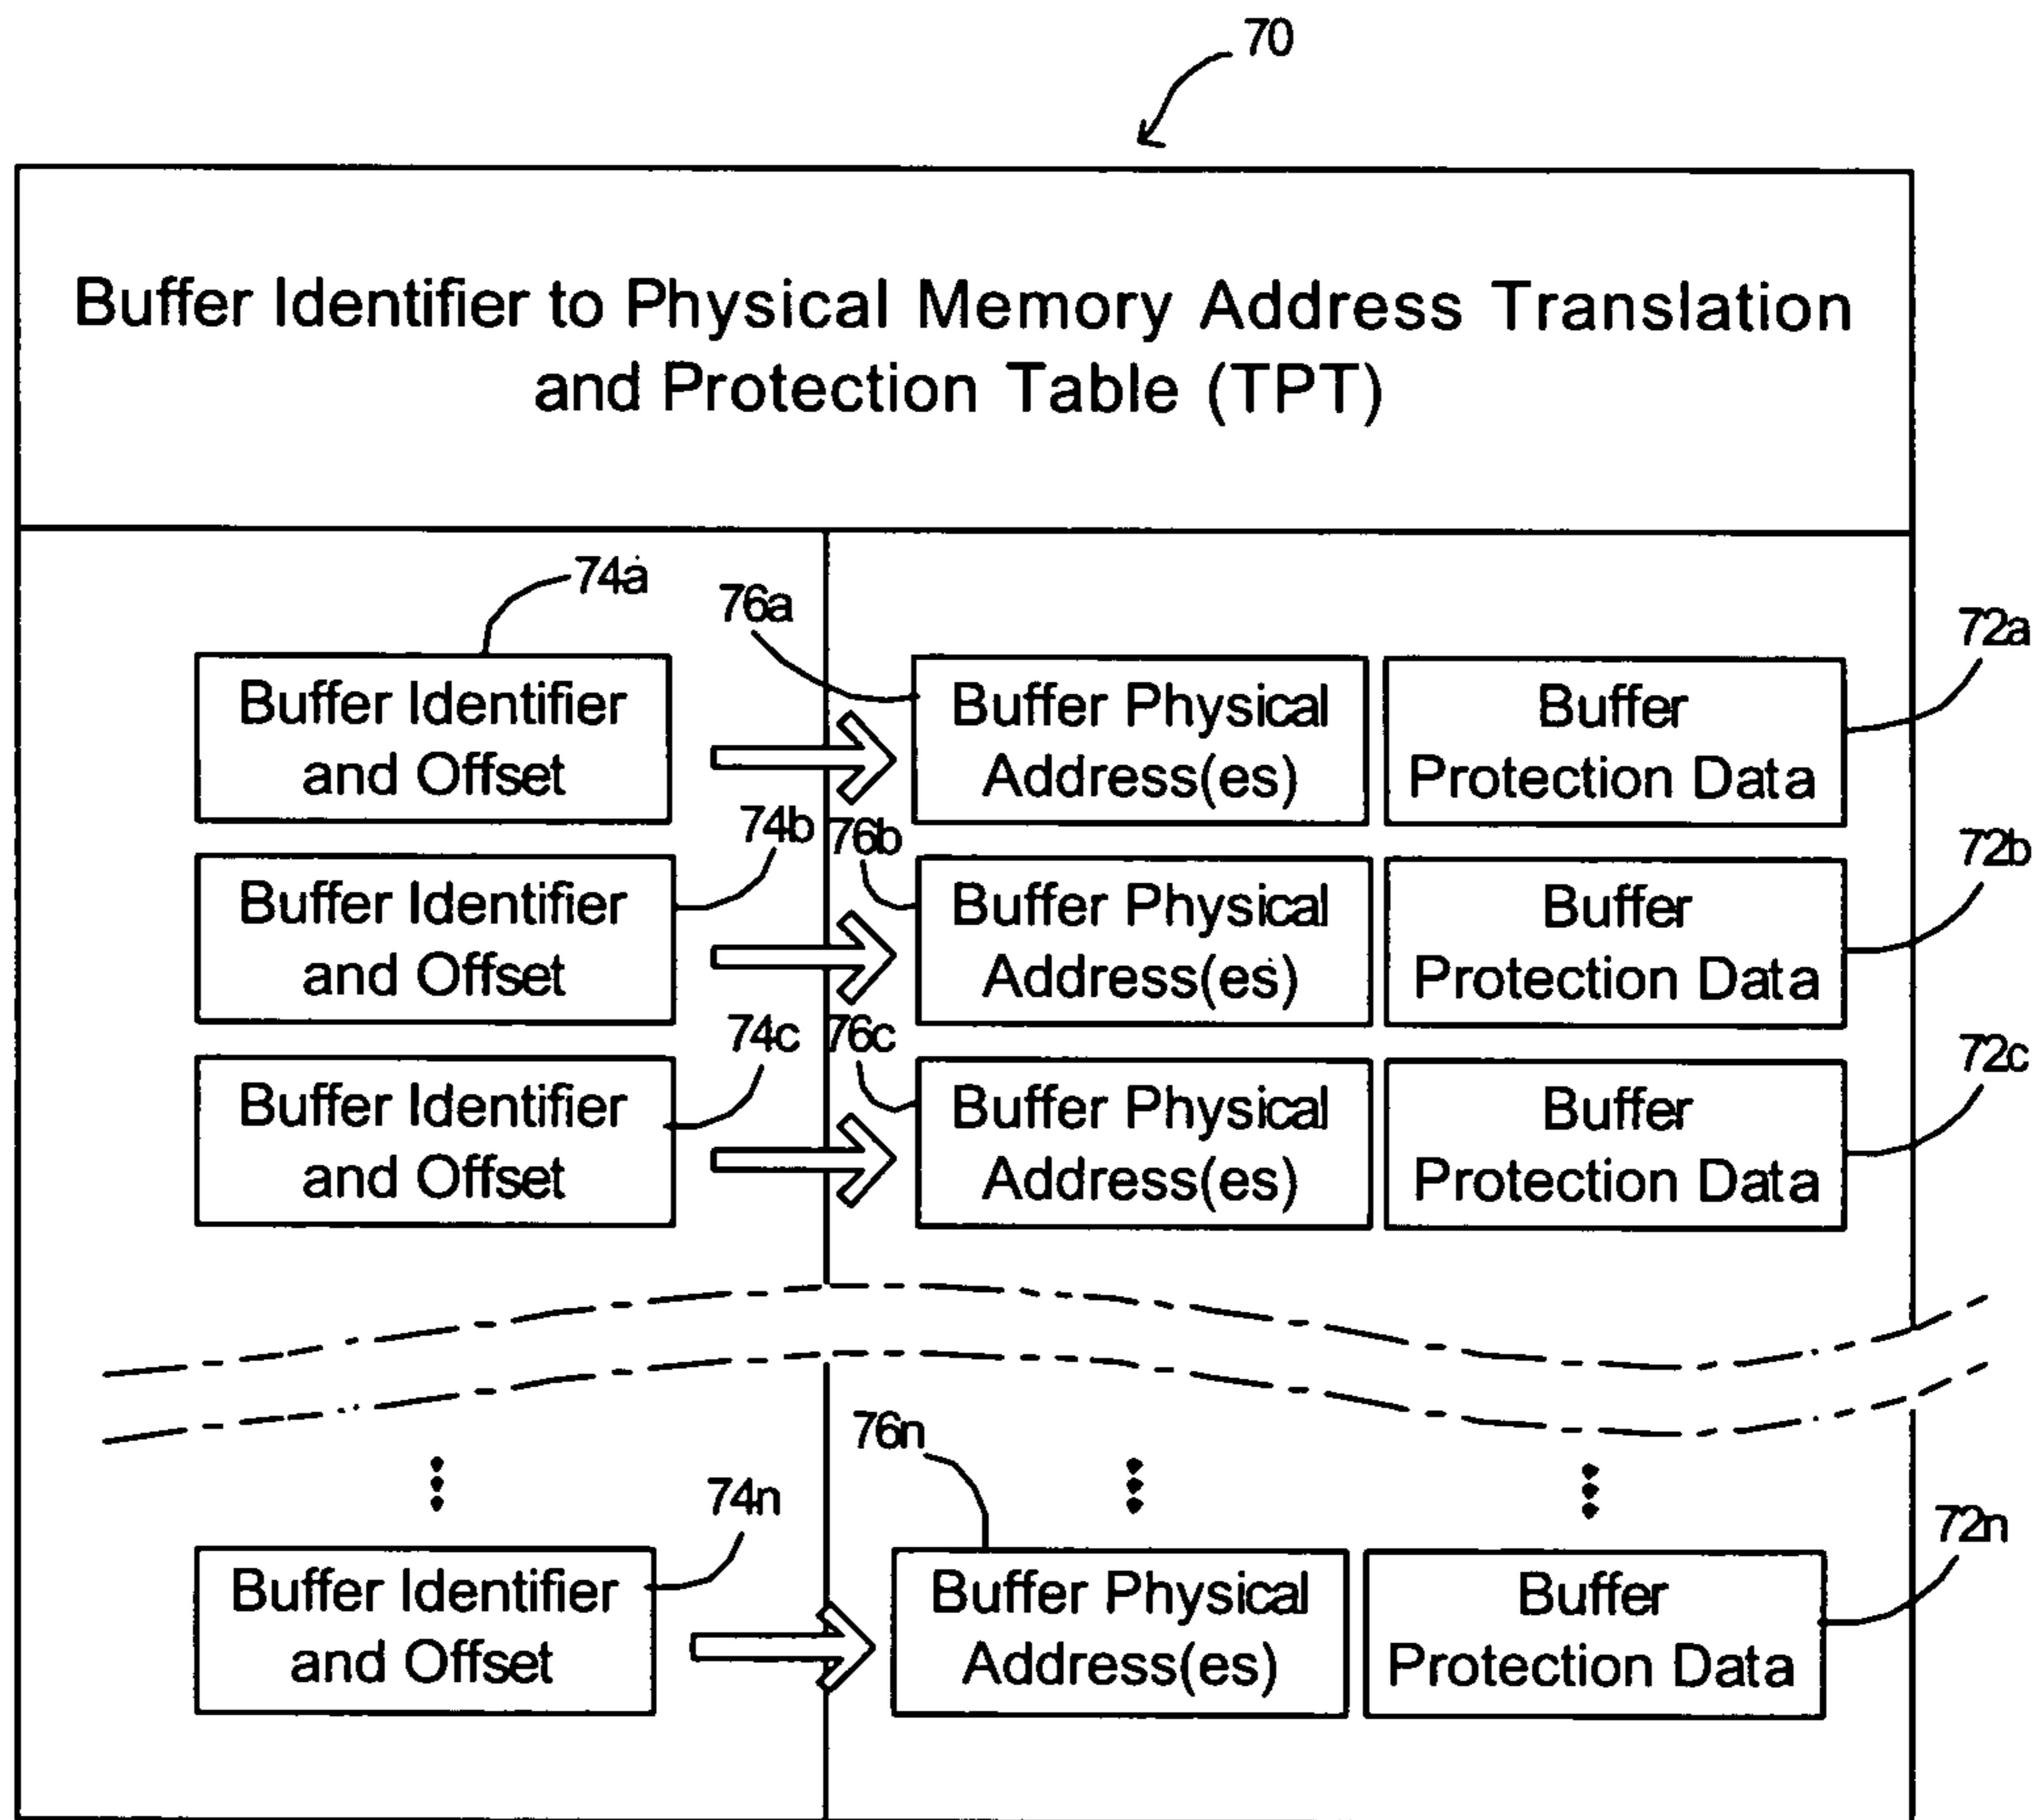 70
Buffer Identifier to Physical Memory Address Translation
and Protection Table (TPT)
74a
76a
72a
Buffer Identifier
and Offset
Buffer Physical
Address(es)
Buffer
Protection Data
74b
76b
72b
Buffer Identifier
and Offset
Buffer Physical
Address(es)
Buffer
Protection Data
74c
76c
72c
Buffer Identifier
and Offset
Buffer Physical
Address(es)
Buffer
Protection Data
76n
74n
72n
Buffer Identifier
and Offset
Buffer Physical
Address(es)
Buffer
Protection Data